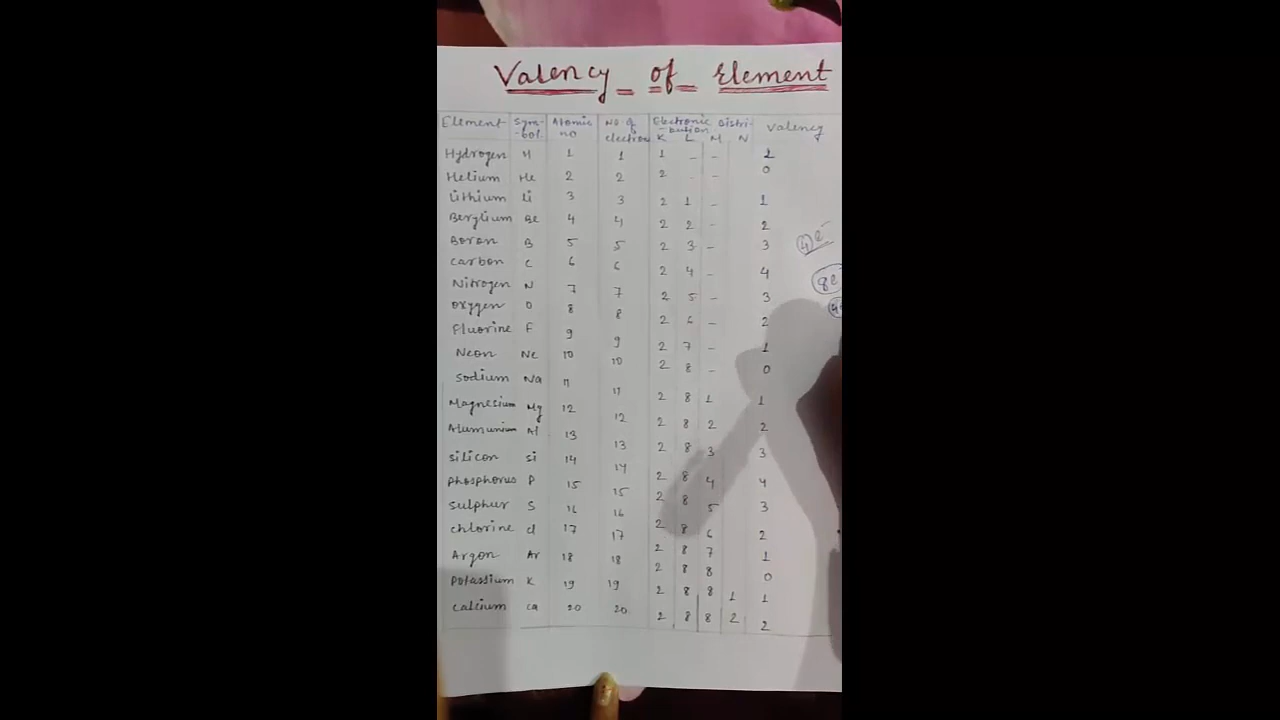 Valency of Element
Element Sym- Atomic No of Electronic Distri- Valency
-bol. no electron -bution
K L M N
Hydrogen H 1 1 1 - - 2
Helium He 2 2 2 - - 0
Lithium Li 3 3 2 1 - 1
Beryllium Be 4 4 2 2 - 2
Boron B 5 5 2 3 - 3
Carbon C 6 6 2 4 - 4
Nitrogen N 7 7 2 5 - 3
Oxygen O 8 8 2 6 - 2
Fluorine F 9 9 2 7 - 1
Neon Ne 10 10 2 8 - 0
Sodium Na 11 11 2 8 1 1
Magnesium Mg 12 12 2 8 2 2
Alumunium Al 13 13 2 8 3 3
Silicon Si 14 14 2 8 4 4
Phosphorus P 15 15 2 8 5 3
Sulphur S 16 16 2 8 6 2
Chlorine Cl 17 17 2 8 7 1
Argon Ar 18 18 2 8 8 0
Potassium K 19 19 2 8 8 1 1
Calcium Ca 20 20 2 8 8 2 2
4e-
8e